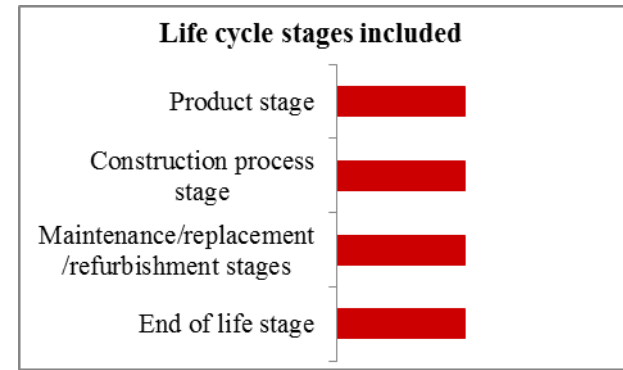 Life cycle stages included
Product stage
Construction process
stage
Maintenance/replacement
/refurbishment stages
End of life stage